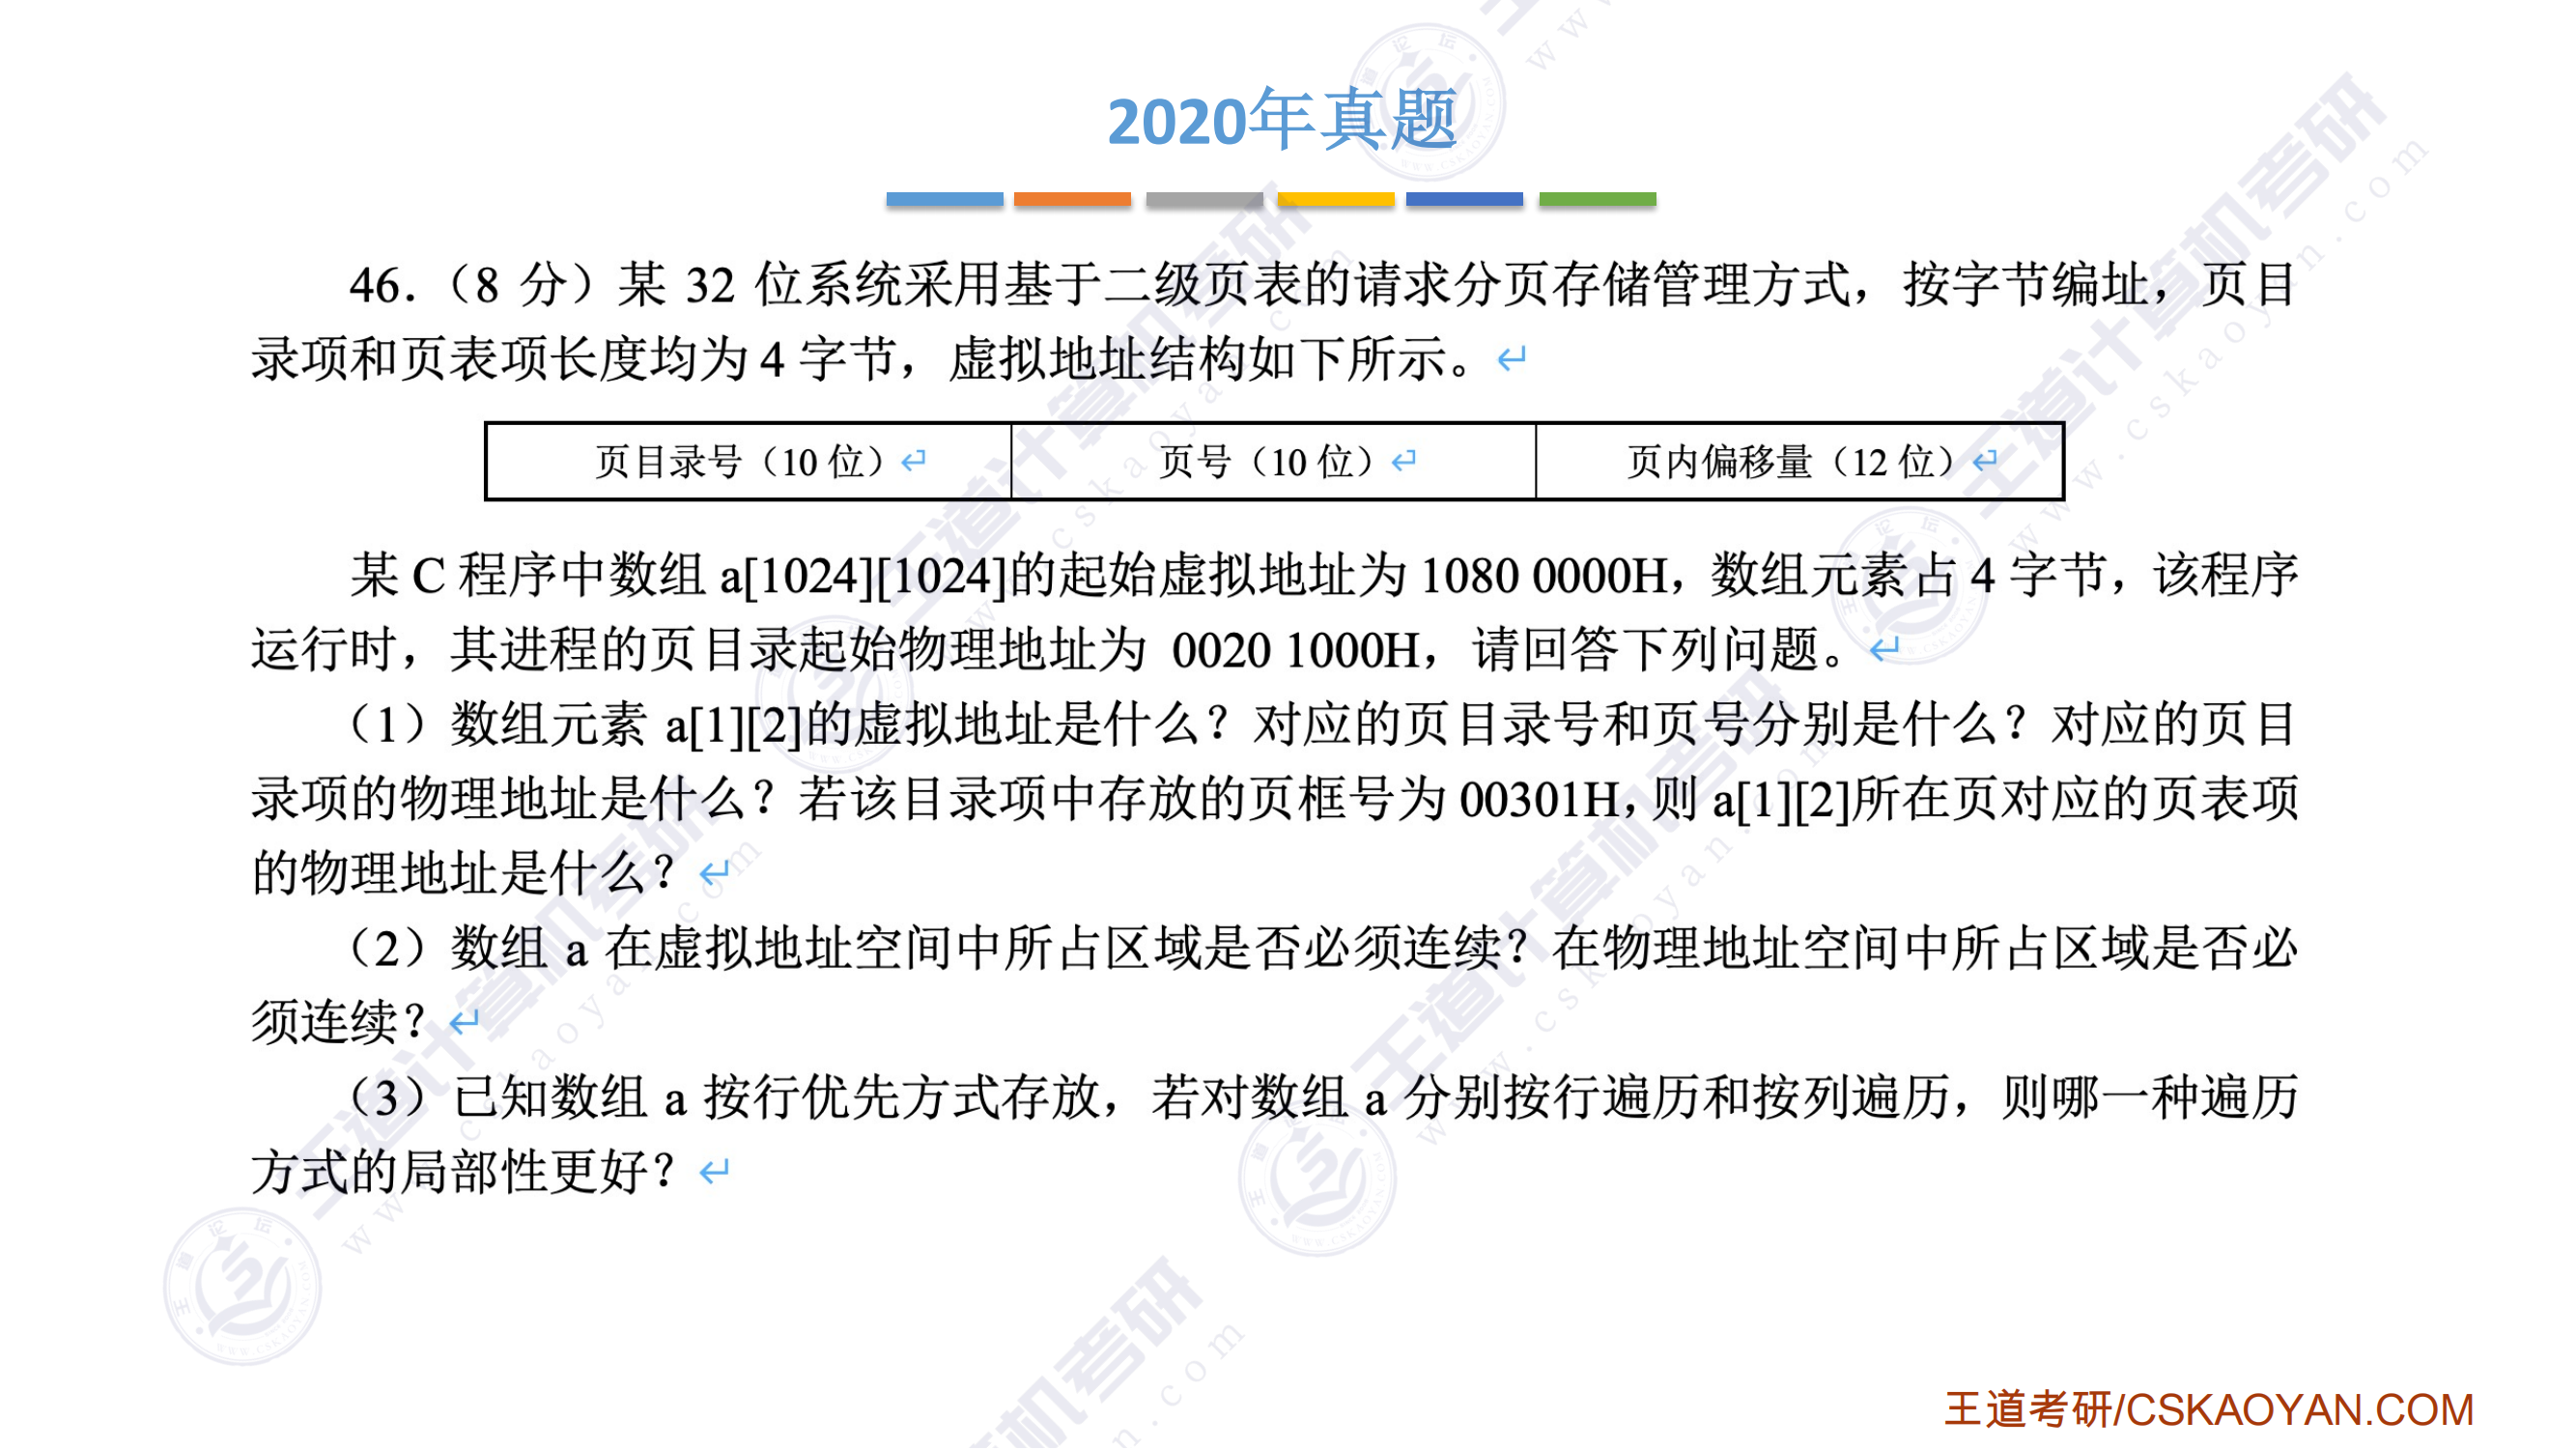 2020年真题
46.（8 分）某 32 位系统采用基于二级页表的请求分页存储管理方式，按字节编址，页目
录项和页表项长度均为 4 字节，虚拟地址结构如下所示。
页目录号（10 位） 页号（10 位） 页内偏移量（12 位）
某 C 程序中数组 a[1024][1024]的起始虚拟地址为 1080 0000H，数组元素占 4 字节，该程序
运行时，其进程的页目录起始物理地址为 0020 1000H，请回答下列问题。
（1）数组元素 a[1][2]的虚拟地址是什么？对应的页目录号和页号分别是什么？对应的页目
录项的物理地址是什么？若该目录项中存放的页框号为 00301H，则 a[1][2]所在页对应的页表项
的物理地址是什么？
（2）数组 a 在虚拟地址空间中所占区域是否必须连续？在物理地址空间中所占区域是否必
须连续？
（3）已知数组 a 按行优先方式存放，若对数组 a 分别按行遍历和按列遍历，则哪一种遍历
方式的局部性更好？
王道考研/CSKAOYAN.COM